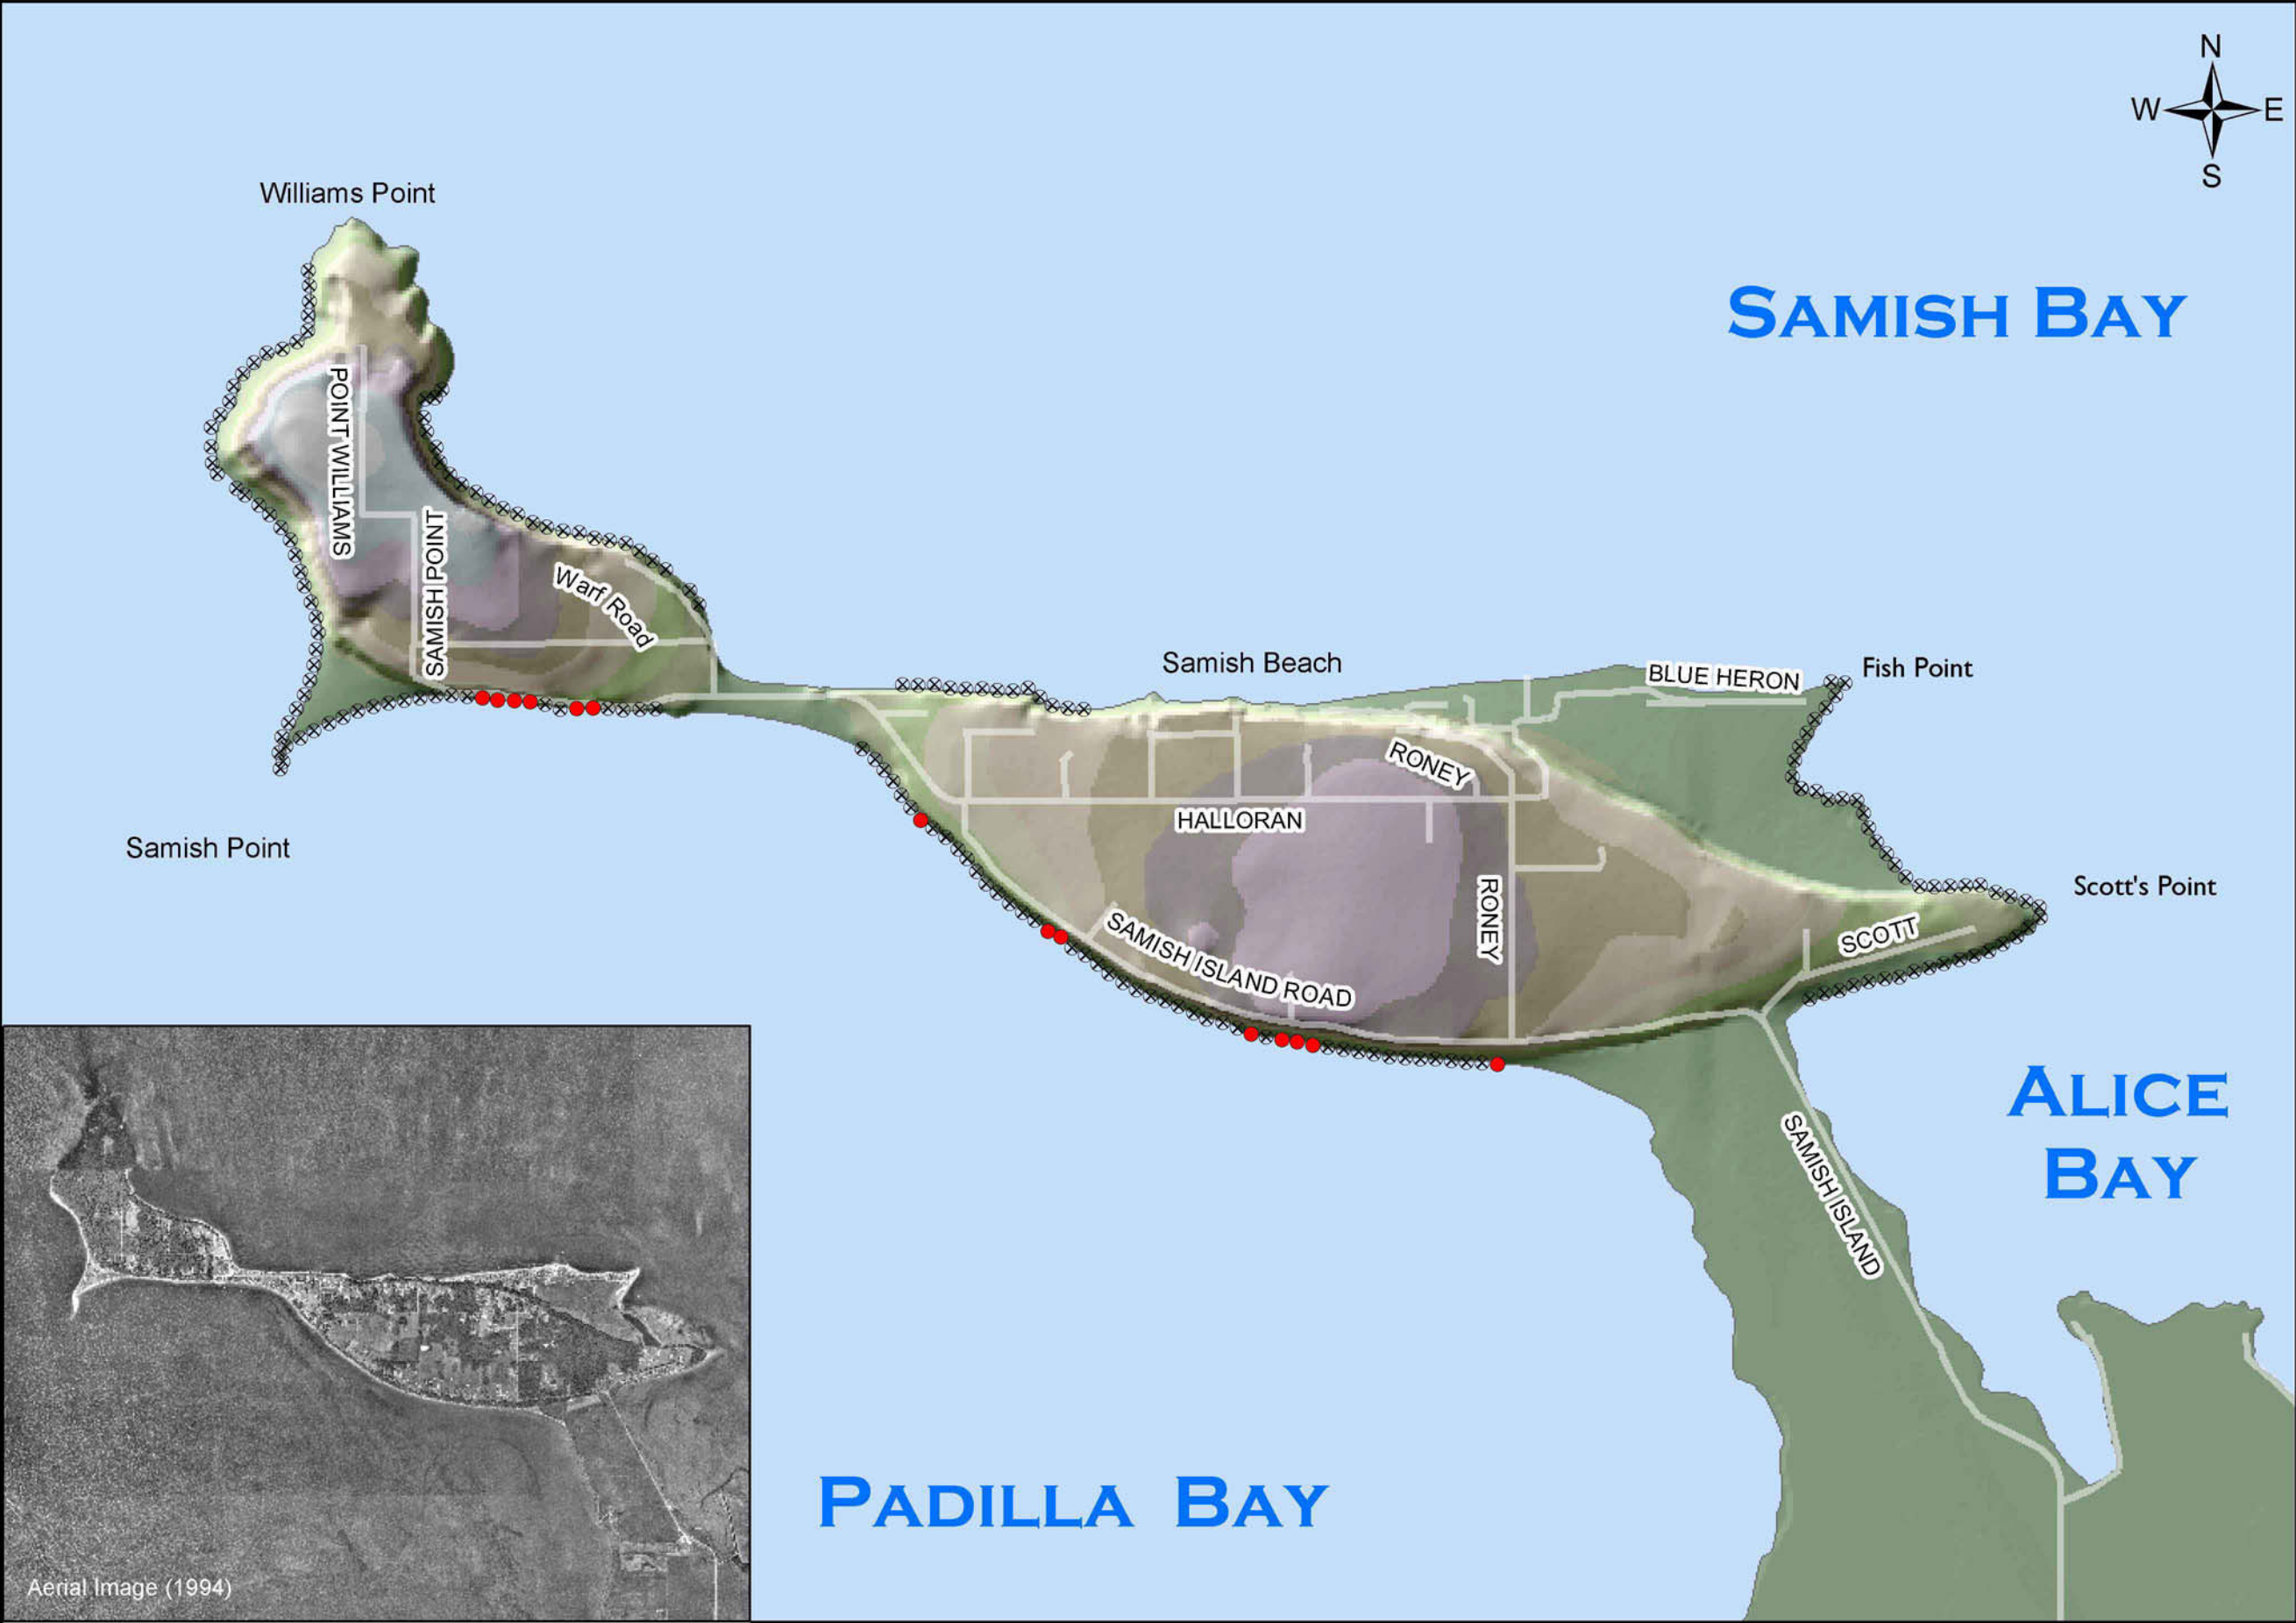 N
W E
S
Williams Point
SAMISH BAY
POINT WILLIAMS
SAMISH POINT
Warf Road
Samish Beach
BLUE HERON
Fish Point
RONEY
HALLORAN
Samish Point
RONEY
Scott's Point
SCOTT
SAMISH ISLAND ROAD
ALICE
BAY
SAMISH ISLAND
PADILLA BAY
Aerial Image (1994)